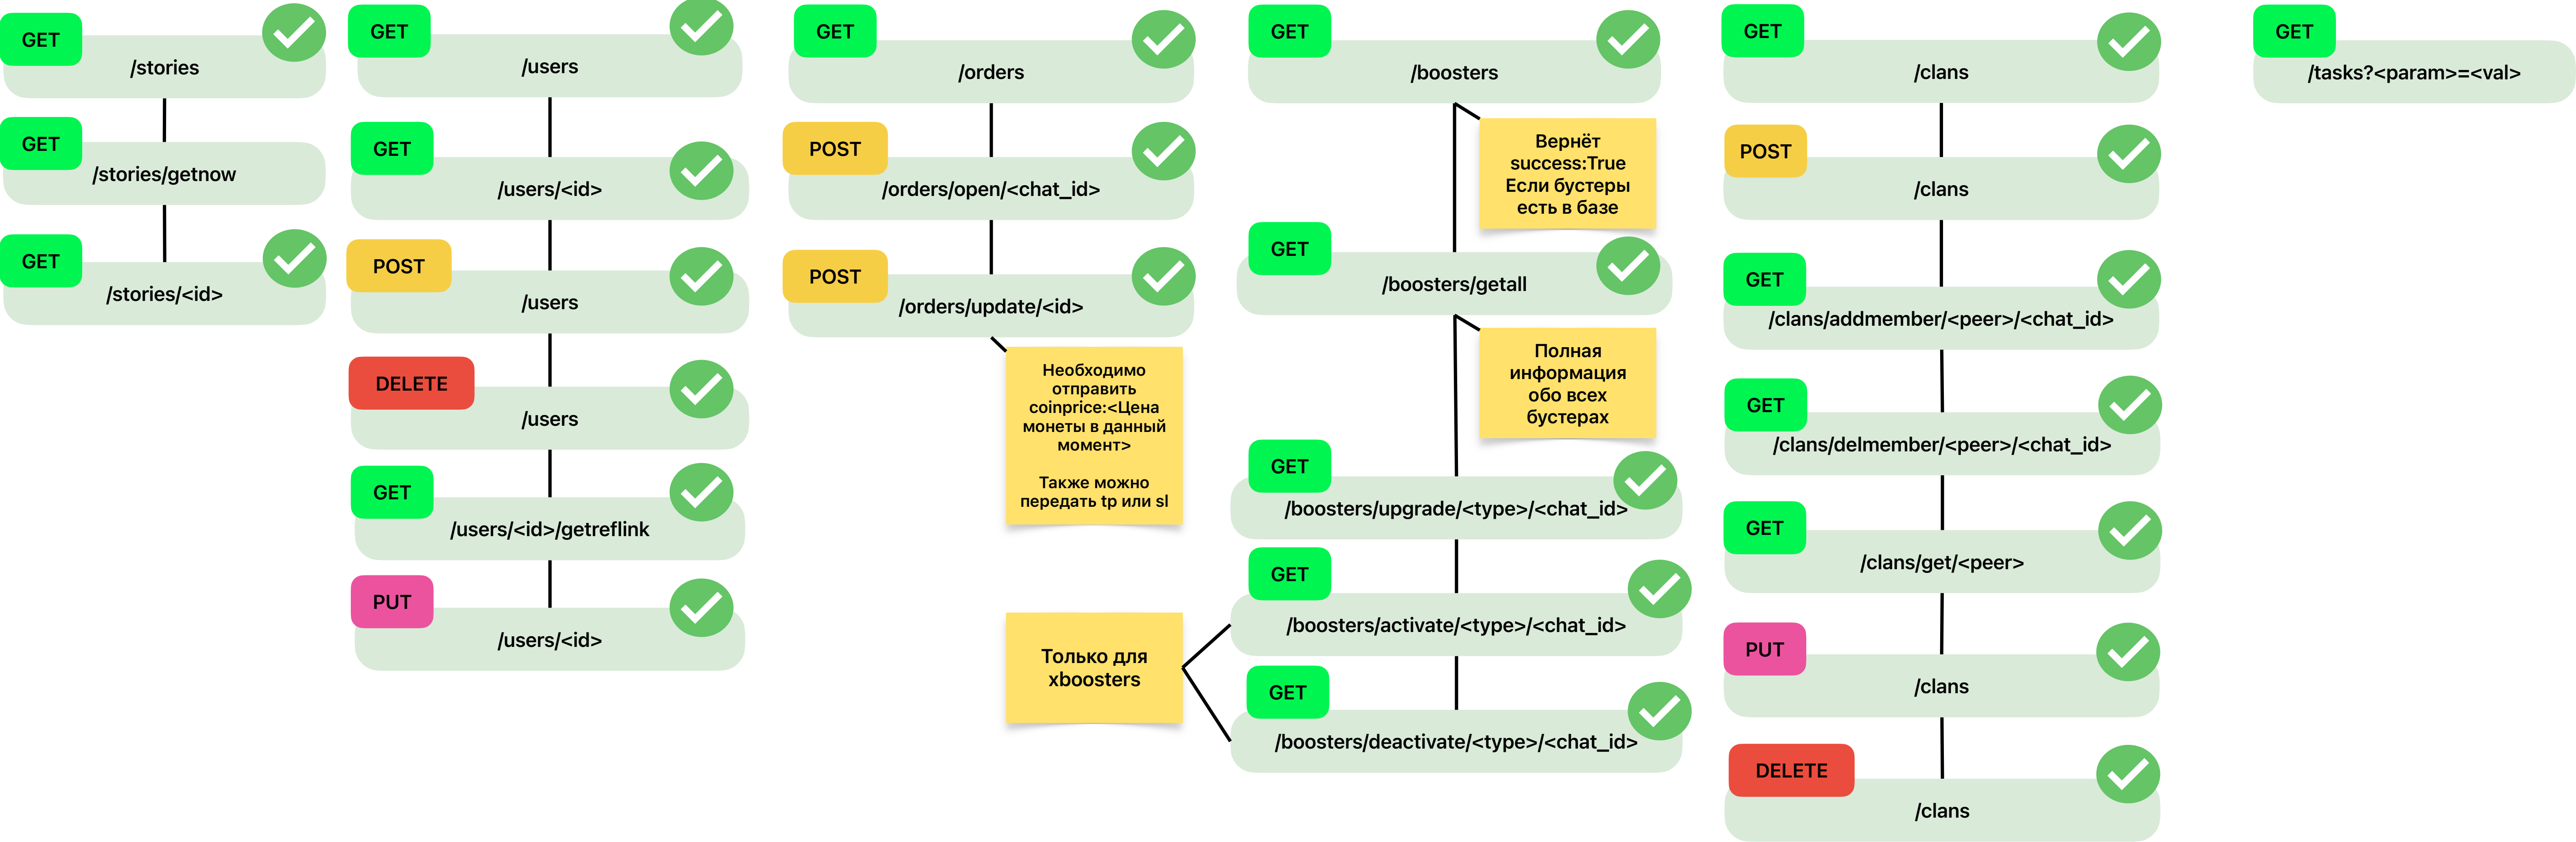 GET
/stories
GET
/stories/getnow
GET
/stories/<id>
GET
/users
GET
/users/<id>
POST
/users
DELETE
/users
GET
/users/<id>/getreflink
PUT
/users/<id>
GET
/orders
POST
/orders/open/<chat_id>
POST
/orders/update/<id>
Необходимо
отправить
coinprice:<Цена
монеты в данный
момент>
Также можно
передать tp или sl
GET
/boosters
Вернёт
success:True
Если бустеры
есть в базе
GET
/boosters/getall
Полная
информация
обо всех
бустерах
GET
/boosters/upgrade/<type>/<chat_id>
GET
/boosters/activate/<type>/<chat_id>
GET
/boosters/deactivate/<type>/<chat_id>
Только для
xboosters
GET
/clans
POST
/clans
GET
/clans/addmember/<peer>/<chat_id>
GET
/clans/delmember/<peer>/<chat_id>
GET
/clans/get/<peer>
PUT
/clans
DELETE
/clans
GET
/tasks?<param>=<val>